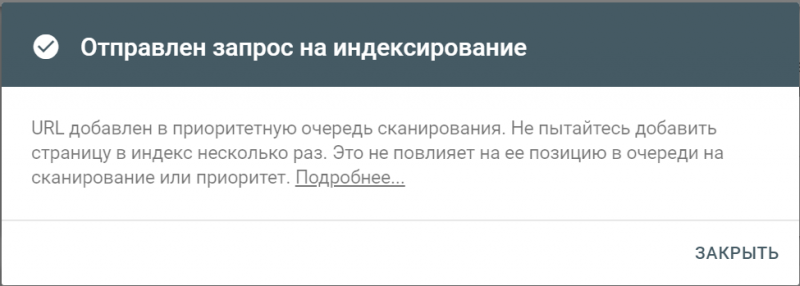 Отправлен запрос на индексирование
URL добавлен в приоритетную очередь сканирования. Не пытайтесь добавить
страницу в индекс несколько раз. Это не повлияет на ее позицию в очереди на
сканирование или приоритет. Подробнее...
ЗАКРЫТЬ